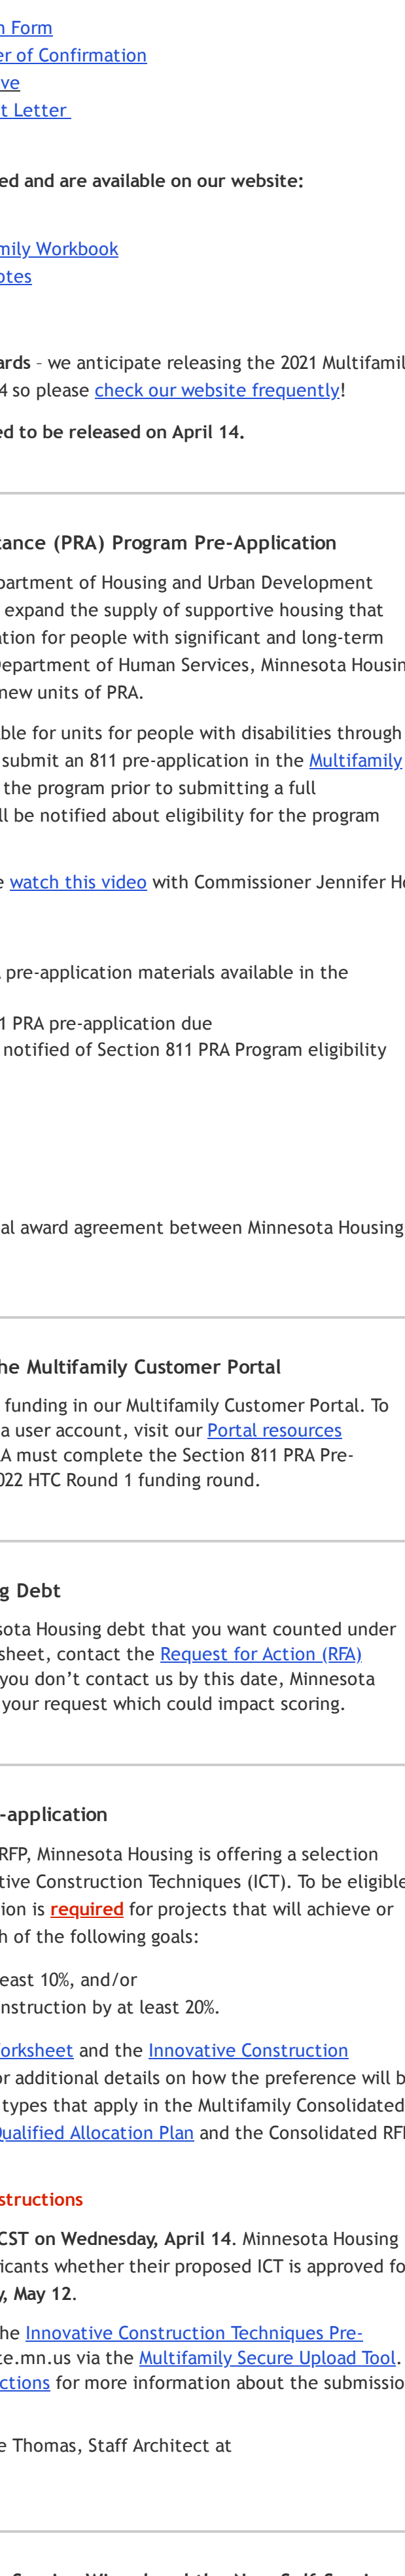 n Form
er of Confirmation
ve
t Letter
ed and are available on our website:
mily Workbook
otes
ards – we anticipate releasing the 2021 Multifamil
4 so please check our website frequently!
ed to be released on April 14.
tance (PRA) Program Pre-Application
partment of Housing and Urban Development
expand the supply of supportive housing that
ation for people with significant and long-term
Department of Human Services, Minnesota Housin
new units of PRA.
ble for units for people with disabilities through
submit an 811 pre-application in the Multifamily
the program prior to submitting a full
ll be notified about eligibility for the program
e watch this video with Commissioner Jennifer Ho
pre-application materials available in the
1 PRA pre-application due
notified of Section 811 PRA Program eligibility
al award agreement between Minnesota Housing
he Multifamily Customer Portal
funding in our Multifamily Customer Portal. To
a user account, visit our Portal resources
A must complete the Section 811 PRA Pre-
022 HTC Round 1 funding round.
g Debt
sota Housing debt that you want counted under
sheet, contact the Request for Action (RFA)
you don’t contact us by this date, Minnesota
your request which could impact scoring.
-application
RFP, Minnesota Housing is offering a selection
tive Construction Techniques (ICT). To be eligible
ion is required for projects that will achieve or
h of the following goals:
east 10%, and/or
nstruction by at least 20%.
orksheet and the Innovative Construction
or additional details on how the preference will b
types that apply in the Multifamily Consolidated
Qualified Allocation Plan and the Consolidated RF
structions
CST on Wednesday, April 14. Minnesota Housing
icants whether their proposed ICT is approved fo
y, May 12.
he Innovative Construction Techniques Pre-
te.mn.us via the Multifamily Secure Upload Tool.
ctions for more information about the submissio
e Thomas, Staff Architect at